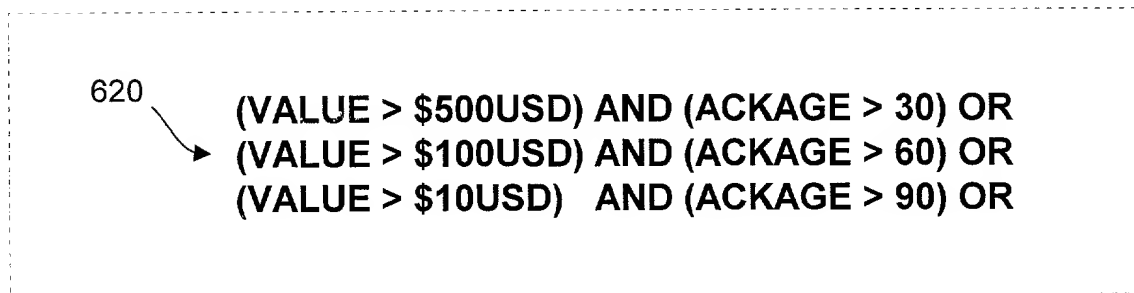 620
(VALUE > $500USD) AND (ACKAGE > 30) OR
(VALUE > $100USD) AND (ACKAGE > 60) OR
(VALUE > $10USD) AND (ACKAGE > 90) OR